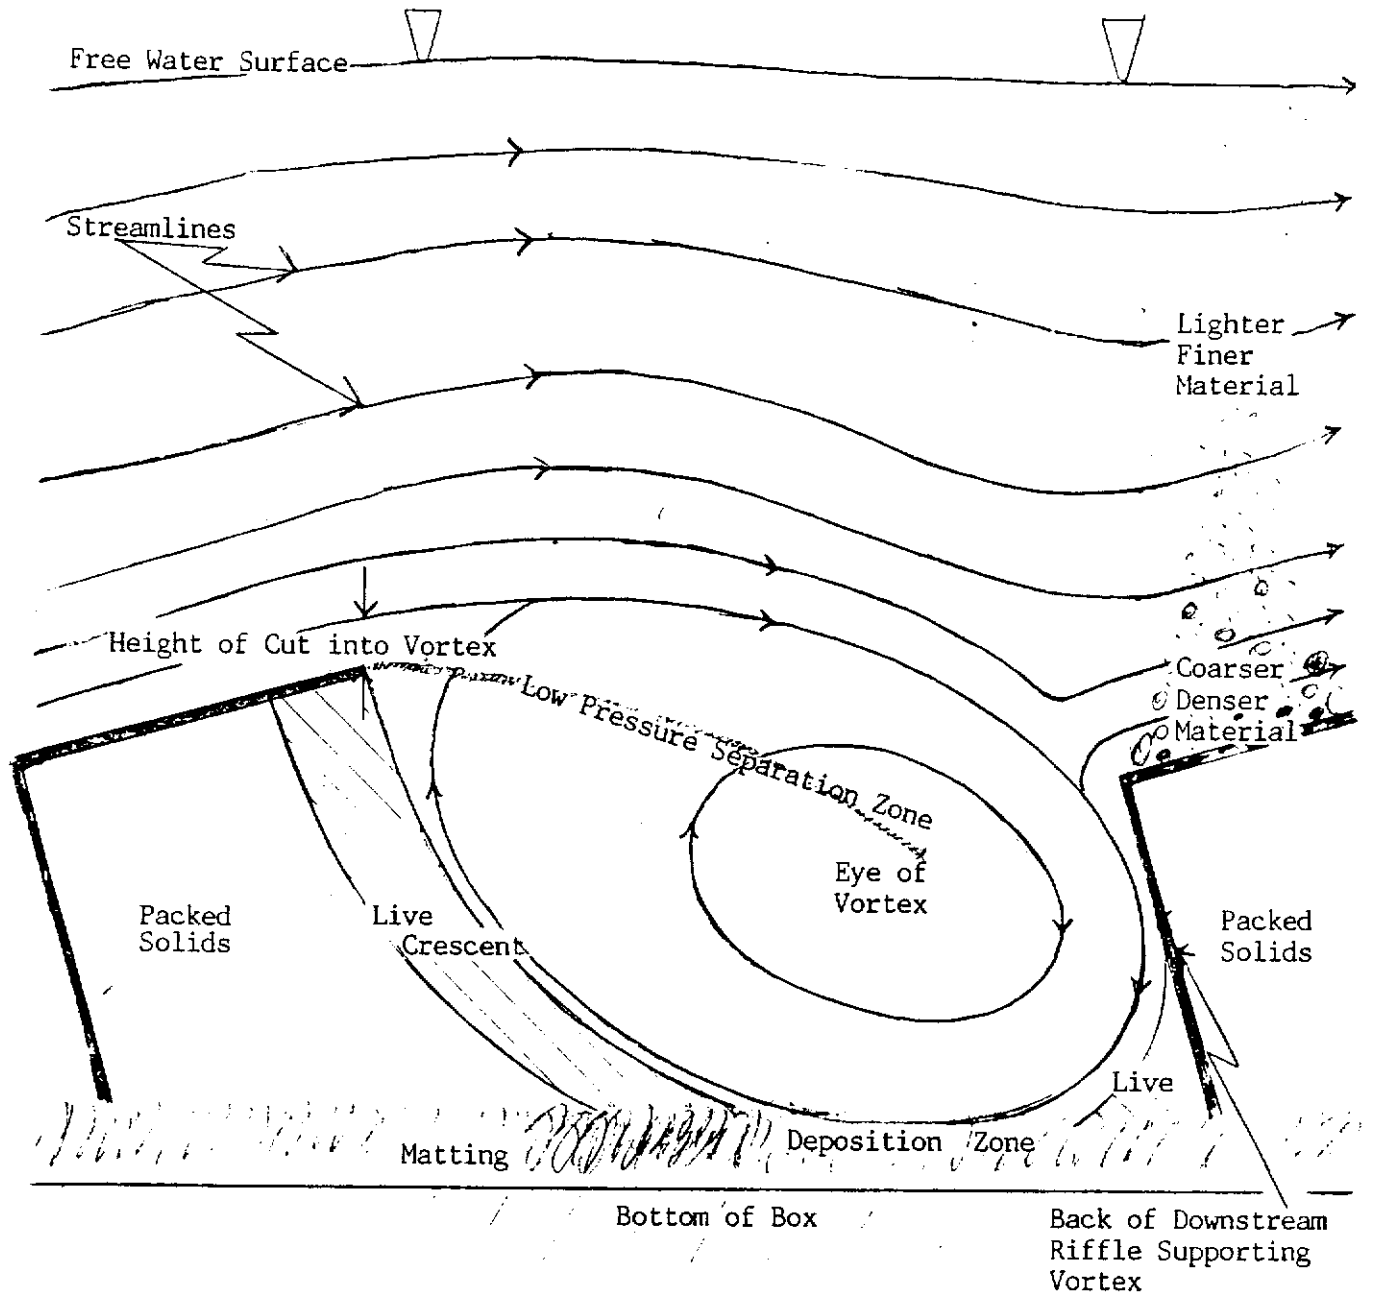 Free Water Surface
Streamlines
Lighter
Finer
Material
Height of Cut into Vortex
Coarser
Denser
Material
Low Pressure Separation Zone
Eye of
Vortex
Packed
Solids
Live
Crescent
Packed
Solids
Live
Matting
Deposition Zone
Bottom of Box
Back of Downstream
Riffle Supporting
Vortex